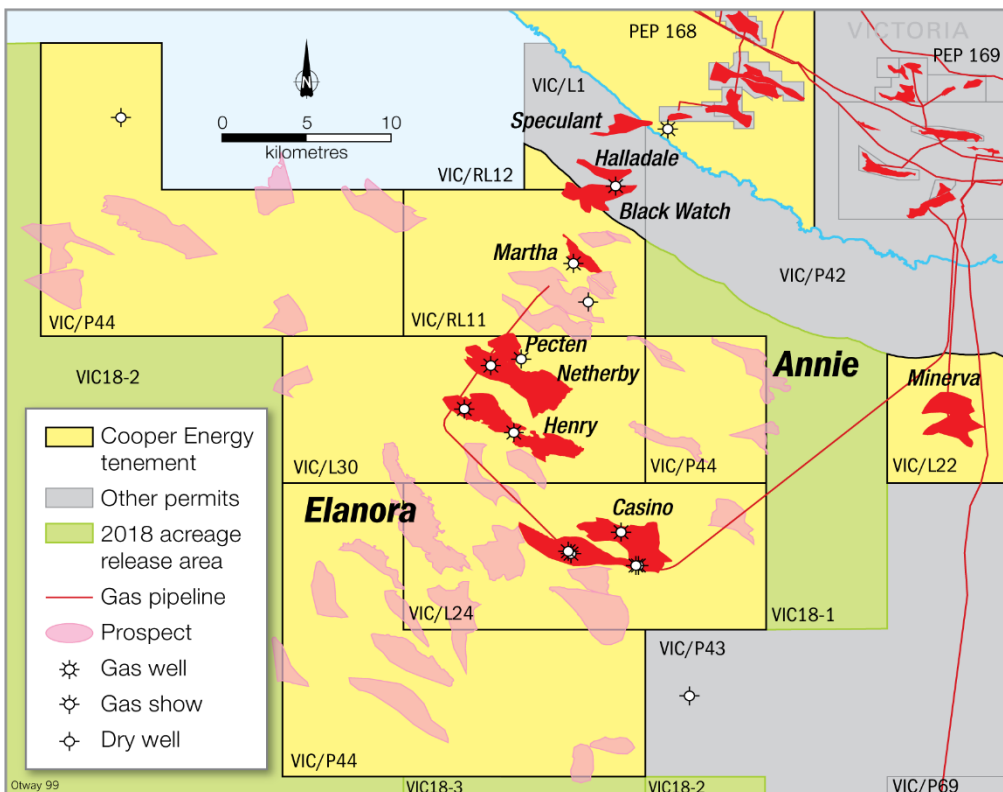 PEP 168
VICTORIA
PEP 169
VIC/L1
N
0 5 10
kilometres
Speculant
Halladale
VIC/RL12
Black Watch
Martha
VIC/P42
VIC/P44
VIC/RL11
Pecten
Annie
VIC18-2
Netherby
Minerva
Henry
VIC/L30
VIC/P44
VIC/L22
Cooper Energy
tenement
Other permits
2018 acreage
release area
Gas pipeline
Prospect
Gas well
Gas show
Dry well
Elanora
Casino
VIC/L24
VIC18-1
VIC/P43
VIC/P44
Otway 99
VIC18-3
VIC18-2
VIC/P69